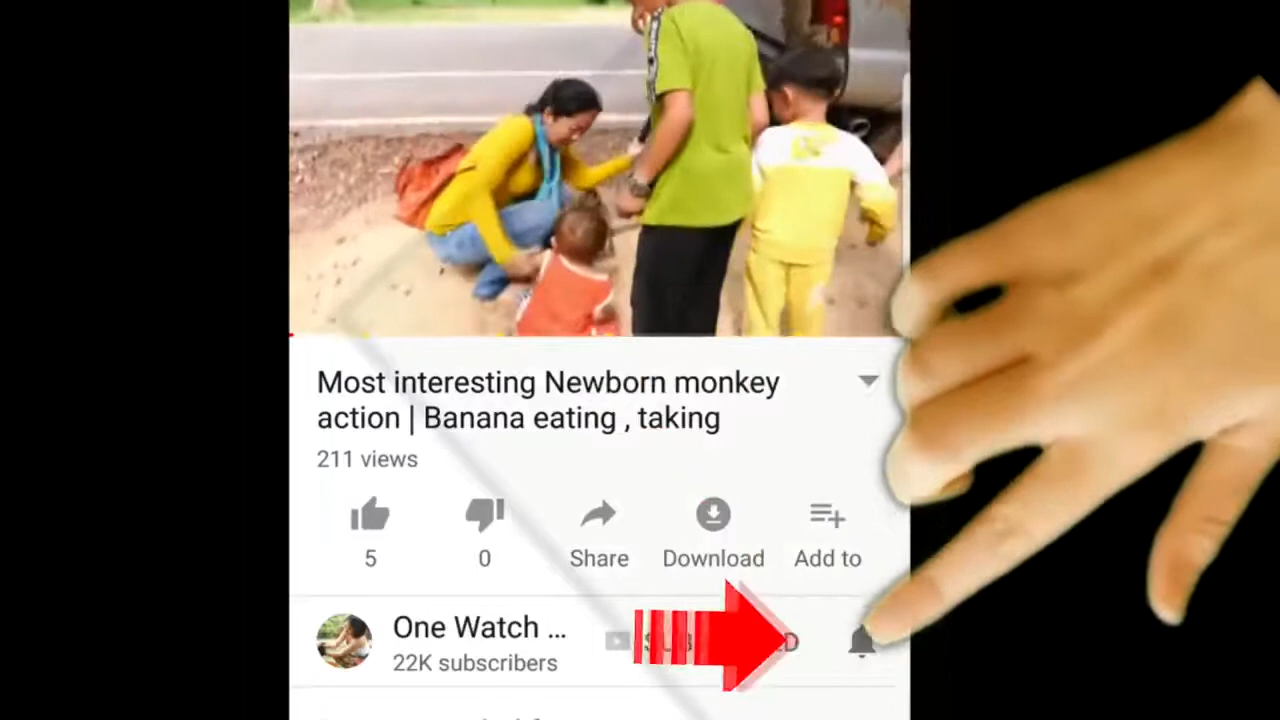 Most interesting Newborn monkey
action | Banana eating , taking
211 views
5
0
Share
Download
Add to
One Watch ...
22K subscribers